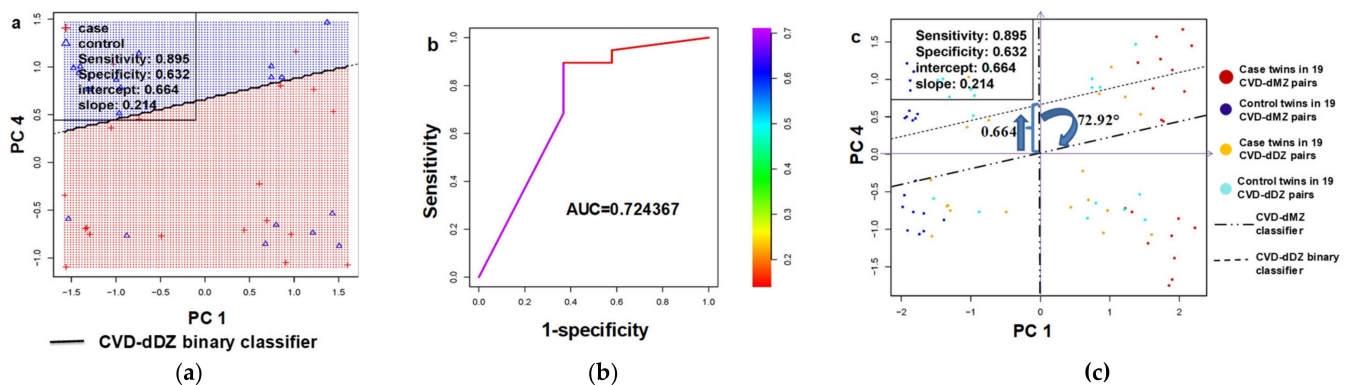 a
case
control
Sensitivity: 0.895
Specificity: 0.632
intercept: 0.664
slope: 0.214
1.5
1.0
0.5
0.0
-0.5
-1.0
PC 4
-1.5 -1.0 -0.5 0.0 0.5 1.0 1.5
PC 1
CVD-dDZ binary classifier
(a)
b
1.0
0.8
0.6
0.4
0.2
0.0
Sensitivity
AUC=0.724367
0.0 0.2 0.4 0.6 0.8 1.0
1-specificity
0.7
0.6
0.5
0.4
0.3
0.2
(b)
c
Sensitivity: 0.895
Specificity: 0.632
intercept: 0.664
slope: 0.214
1.5
1.0
0.5
0.0
-0.5
-1.0
-1.5
PC 4
0.664
72.92°
-2 -1 0 1 2
PC 1
Case twins in 19
CVD-dMZ pairs
Control twins in 19
CVD-dMZ pairs
Case twins in 19
CVD-dDZ pairs
Control twins in 19
CVD-dDZ pairs
CVD-dMZ
classifier
CVD-dDZ binary
classifier
(c)